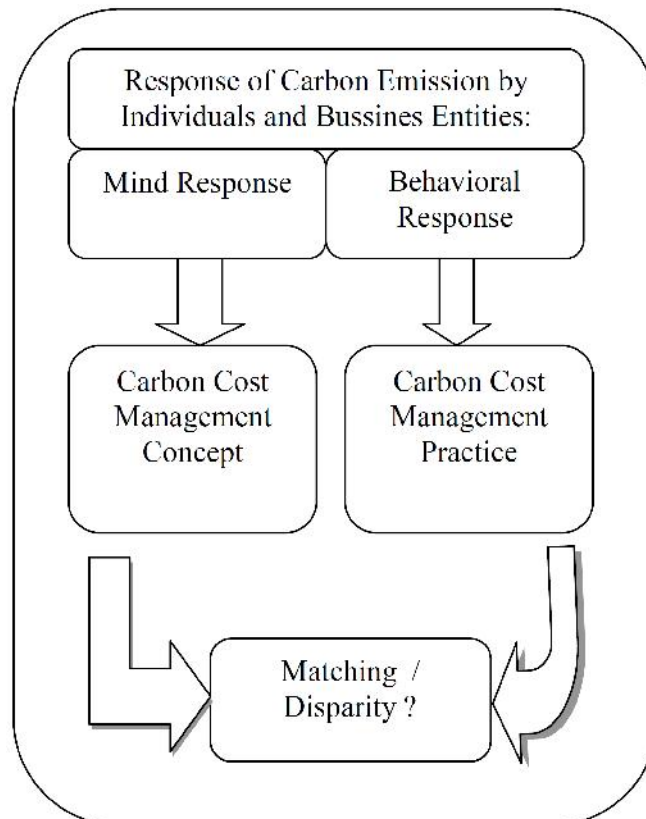 Response of Carbon Emission by
Individuals and Bussines Entities:
Mind Response
Behavioral
Response
Carbon Cost
Management
Concept
Carbon Cost
Management
Practice
Matching /
Disparity ?